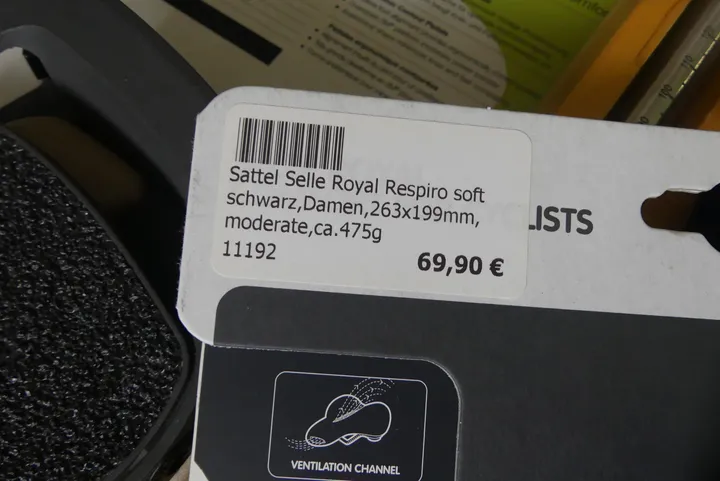 Sattel Selle Royal Respiro soft
schwarz,Damen,263x199mm,
moderate,ca.475g
11192
69,90 €
LISTS
VENTILATION CHANNEL